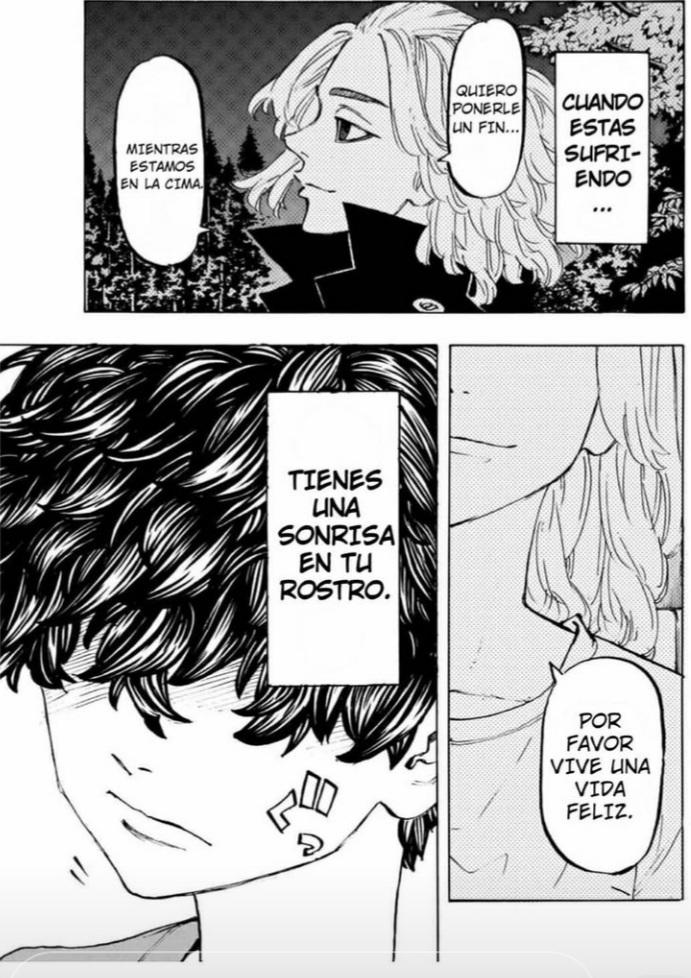 CUANDO
ESTAS
SUFRI-
ENDO
...
QUIERO
PONERLE
UN FIN...
MIENTRAS
ESTAMOS
EN LA CIMA.
POR
FAVOR
VIVE UNA
VIDA
FELIZ.
TIENES
UNA
SONRISA
EN TU
ROSTRO.